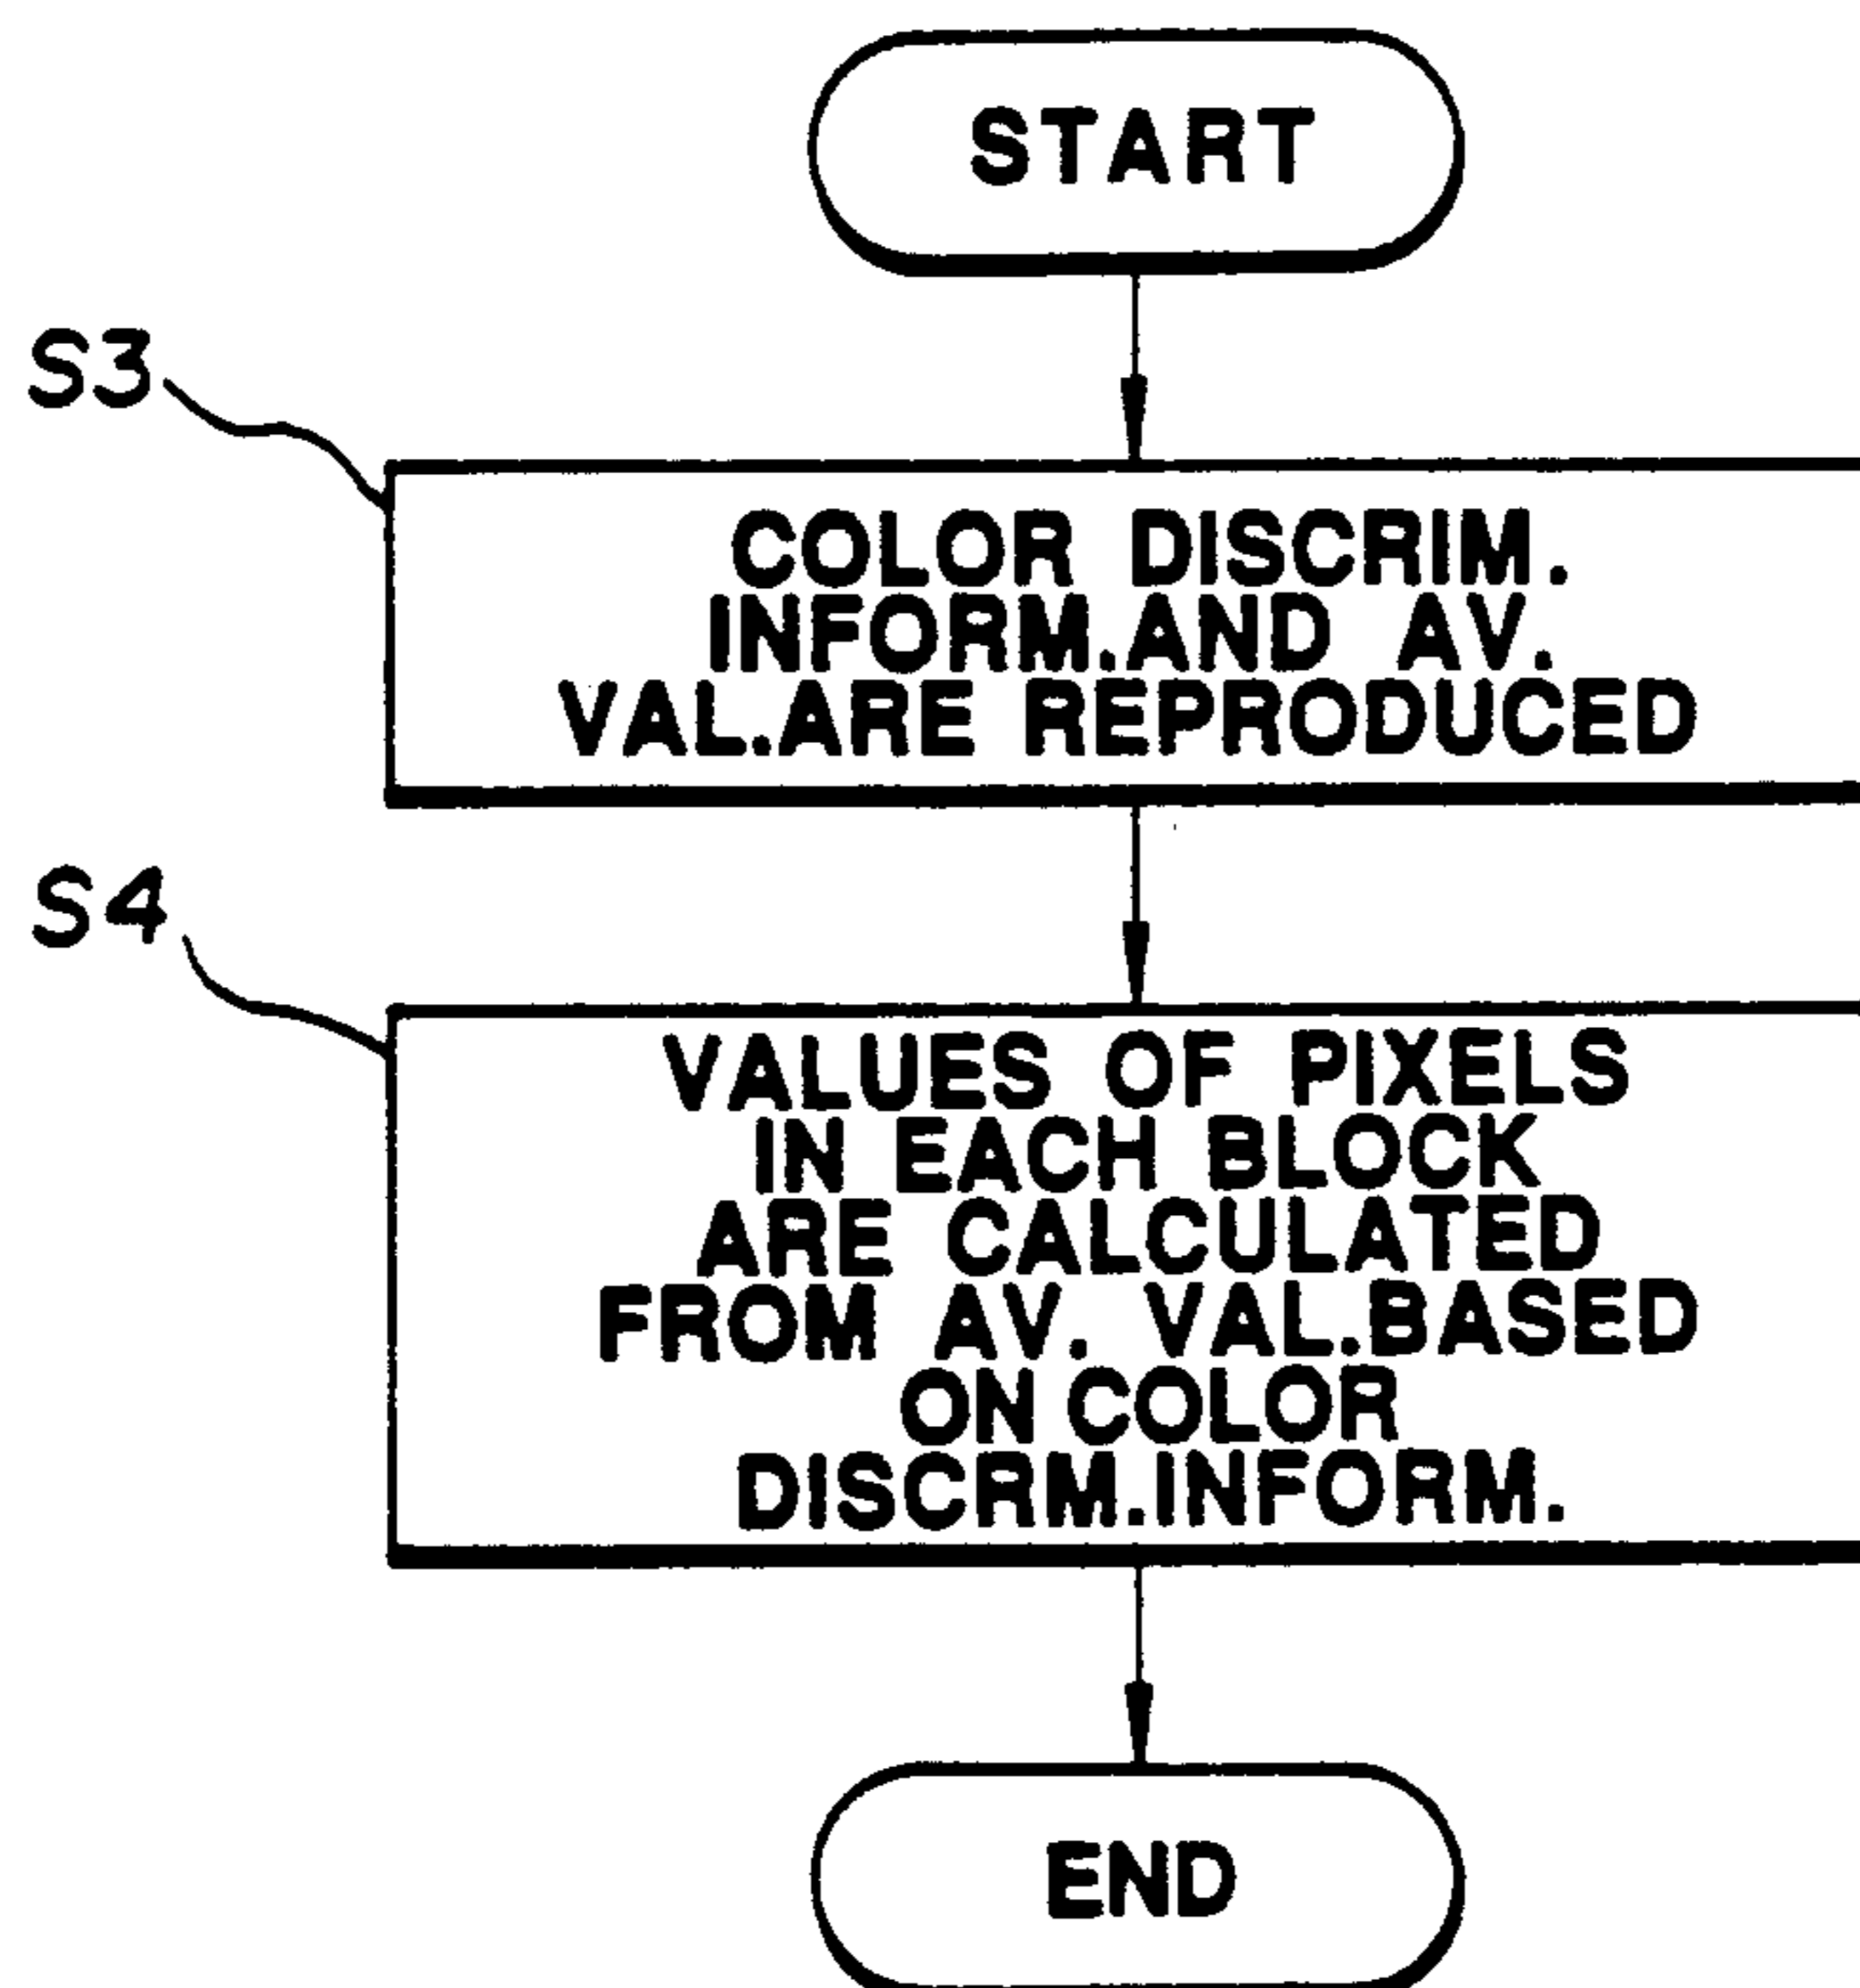 START
S3
COLOR DISCRIM.
INFORM.AND AV.
VAL.ARE REPRODUCED
S4
VALUES OF PIXELS
IN EACH BLOCK
ARE CALCULATED
FROM AV. VAL.BASED
ON COLOR
DISCRM.INFORM.
END